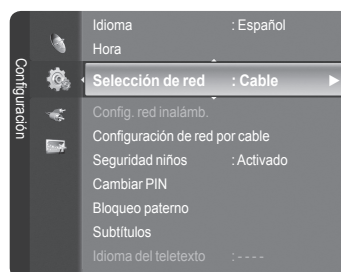 Configuración
Idioma : Español
Hora
Selección de red : Cable
Config. red inalámb.
Configuración de red por cable
Seguridad niños : Activado
Cambiar PIN
Bloqueo paterno
Subtítulos
Idioma del teletexto : - - - -